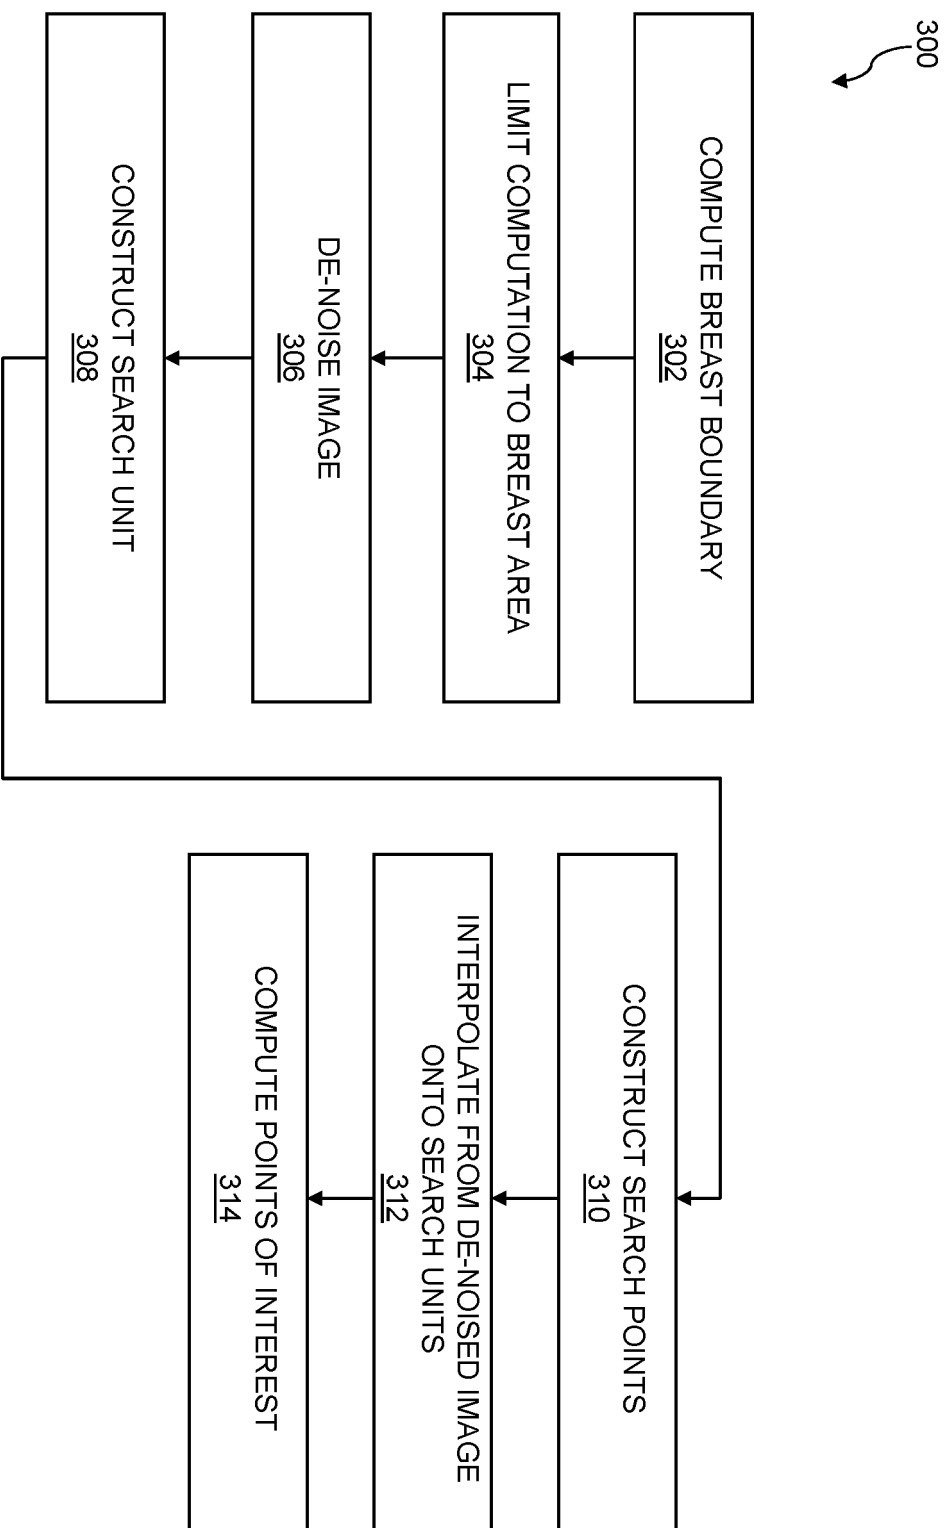 300
COMPUTE BREAST BOUNDARY
302
LIMIT COMPUTATION TO BREAST AREA
304
DE-NOISE IMAGE
306
CONSTRUCT SEARCH UNIT
308
CONSTRUCT SEARCH POINTS
310
INTERPOLATE FROM DE-NOISED IMAGE
ONTO SEARCH UNITS
312
COMPUTE POINTS OF INTEREST
314